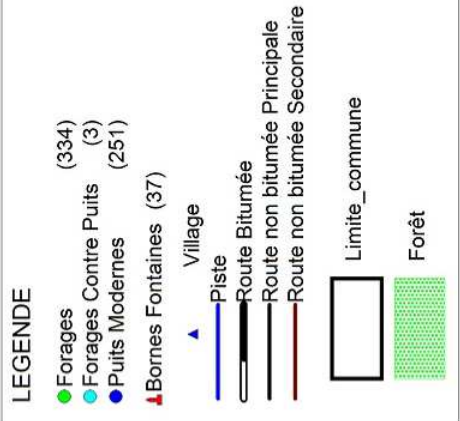 LEGENDE
Forages (334)
Forages Contre Puits (3)
Puits Modernes (251)
Bornes Fontaines (37)
Village
Piste
Route Bitumée
Route non bitumée Principale
Route non bitumée Secondaire
Limite_commune
Forêt